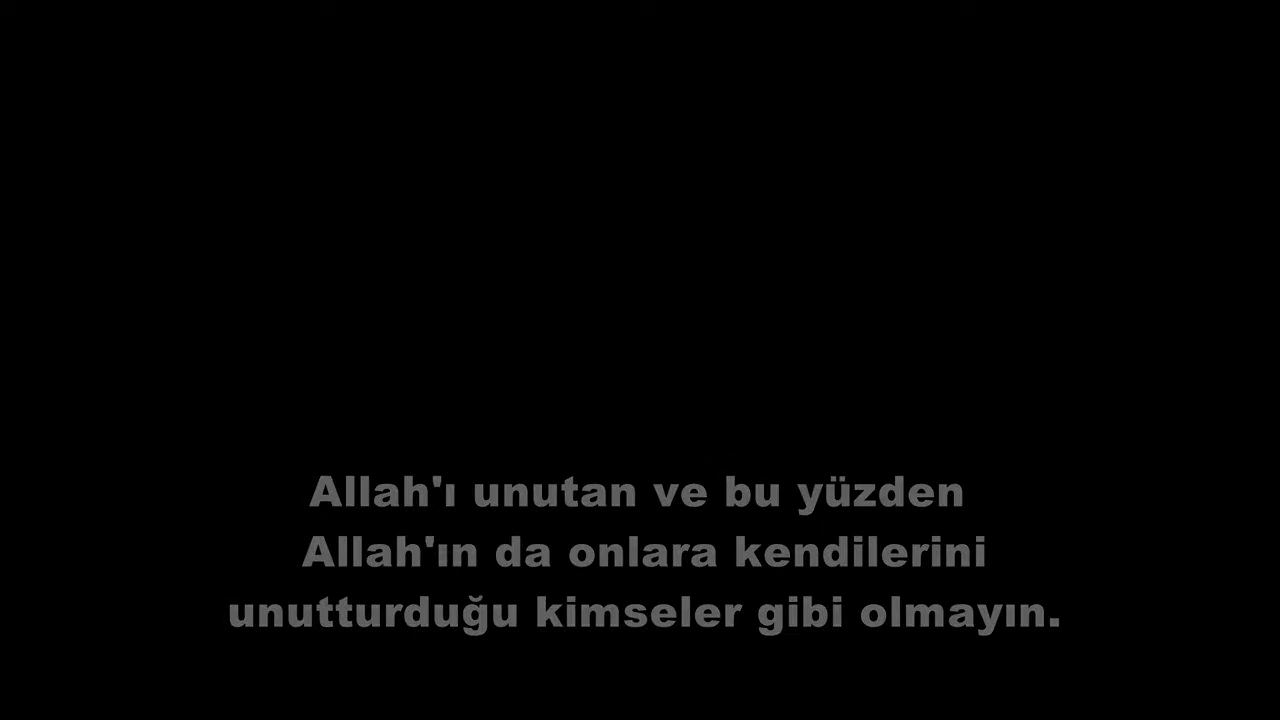 Allah'ı unutan ve bu yüzden
Allah'ın da onlara kendilerini
unutturduğu kimseler gibi olmayın.